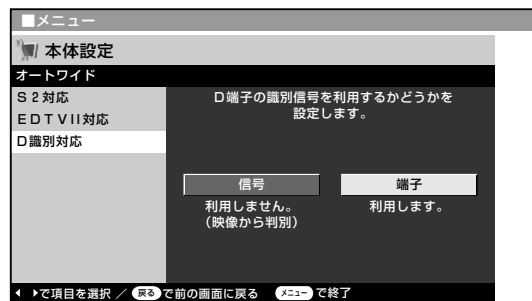 ■メニュー
本体設定
オートワイド
S2対応
EDTVII対応
D識別対応
D端子の識別信号を利用するかどうかを
設定します。
信号
端子
利用しません。
(映像から判別)
利用します。
で項目を選択 / 戻る で前の画面に戻る メニュー で終了